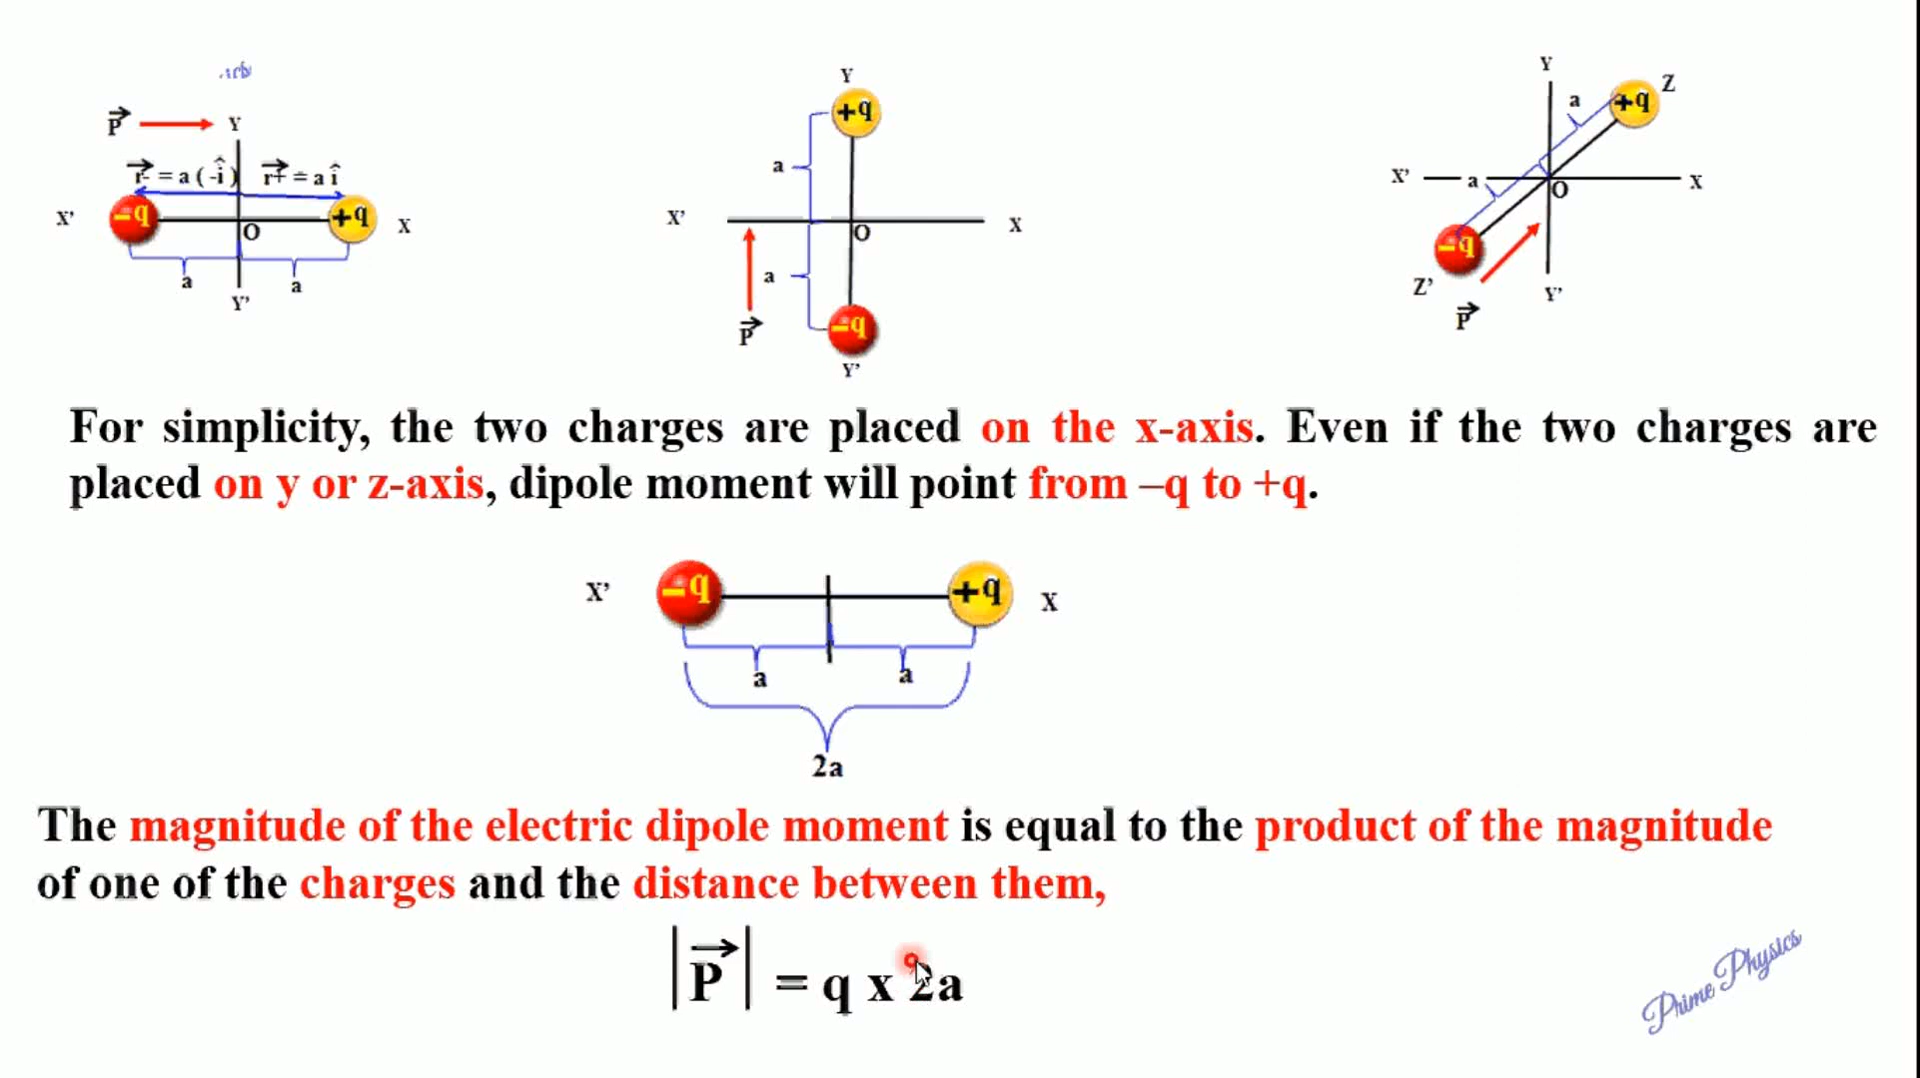 P⃗
Y
r⃗- = a (-î)
r⃗+ = a î
X’
–q
O
+q
X
a
a
Y’
Y
+q
a
X’
O
X
a
P⃗
–q
Y’
Y
Z
a
+q
X’
a
O
X
–q
Z’
P⃗
Y’
For simplicity, the two charges are placed on the x-axis. Even if the two charges are
placed on y or z-axis, dipole moment will point from –q to +q.
X’
–q
+q
X
a
a
2a
The magnitude of the electric dipole moment is equal to the product of the magnitude
of one of the charges and the distance between them,
|P⃗| = q x 2a
Prime Physics